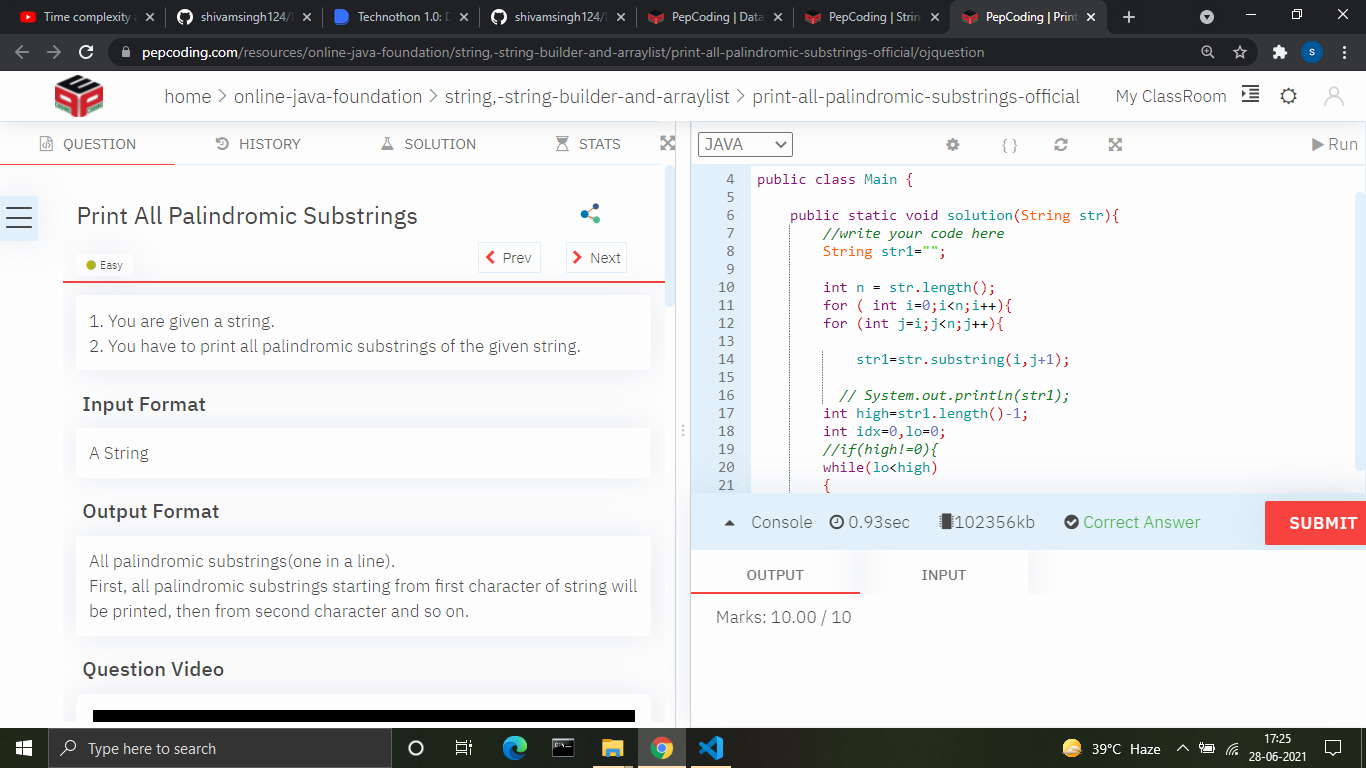 Time complexity
shivamsingh124/
Technothon 1.0: D
shivamsingh124/
PepCoding | Data
PepCoding | Strin
PepCoding | Print
pepcoding.com/resources/online-java-foundation/string,-string-builder-and-arraylist/print-all-palindromic-substrings-official/ojquestion
S
PEP
home > online-java-foundation > string,-string-builder-and-arraylist > print-all-palindromic-substrings-official
My ClassRoom
QUESTION
HISTORY
SOLUTION
STATS
JAVA
{ }
Run
Print All Palindromic Substrings
Prev
Next
Easy
1. You are given a string.
2. You have to print all palindromic substrings of the given string.
Input Format
A String
Output Format
All palindromic substrings(one in a line).
First, all palindromic substrings starting from first character of string will
be printed, then from second character and so on.
Question Video
4 public class Main {
5
6 public static void solution(String str){
7 //write your code here
8 String str1="";
9
10 int n = str.length();
11 for ( int i=0;i<n;i++){
12 for (int j=i;j<n;j++){
13
14 str1=str.substring(i,j+1);
15
16 // System.out.println(str1);
17 int high=str1.length()-1;
18 int idx=0,lo=0;
19 //if(high!=0){
20 while(lo<high)
21 {
Console
0.93sec
102356kb
Correct Answer
SUBMIT
OUTPUT
INPUT
Marks: 10.00 / 10
Type here to search
39°C Haze
17:25
28-06-2021